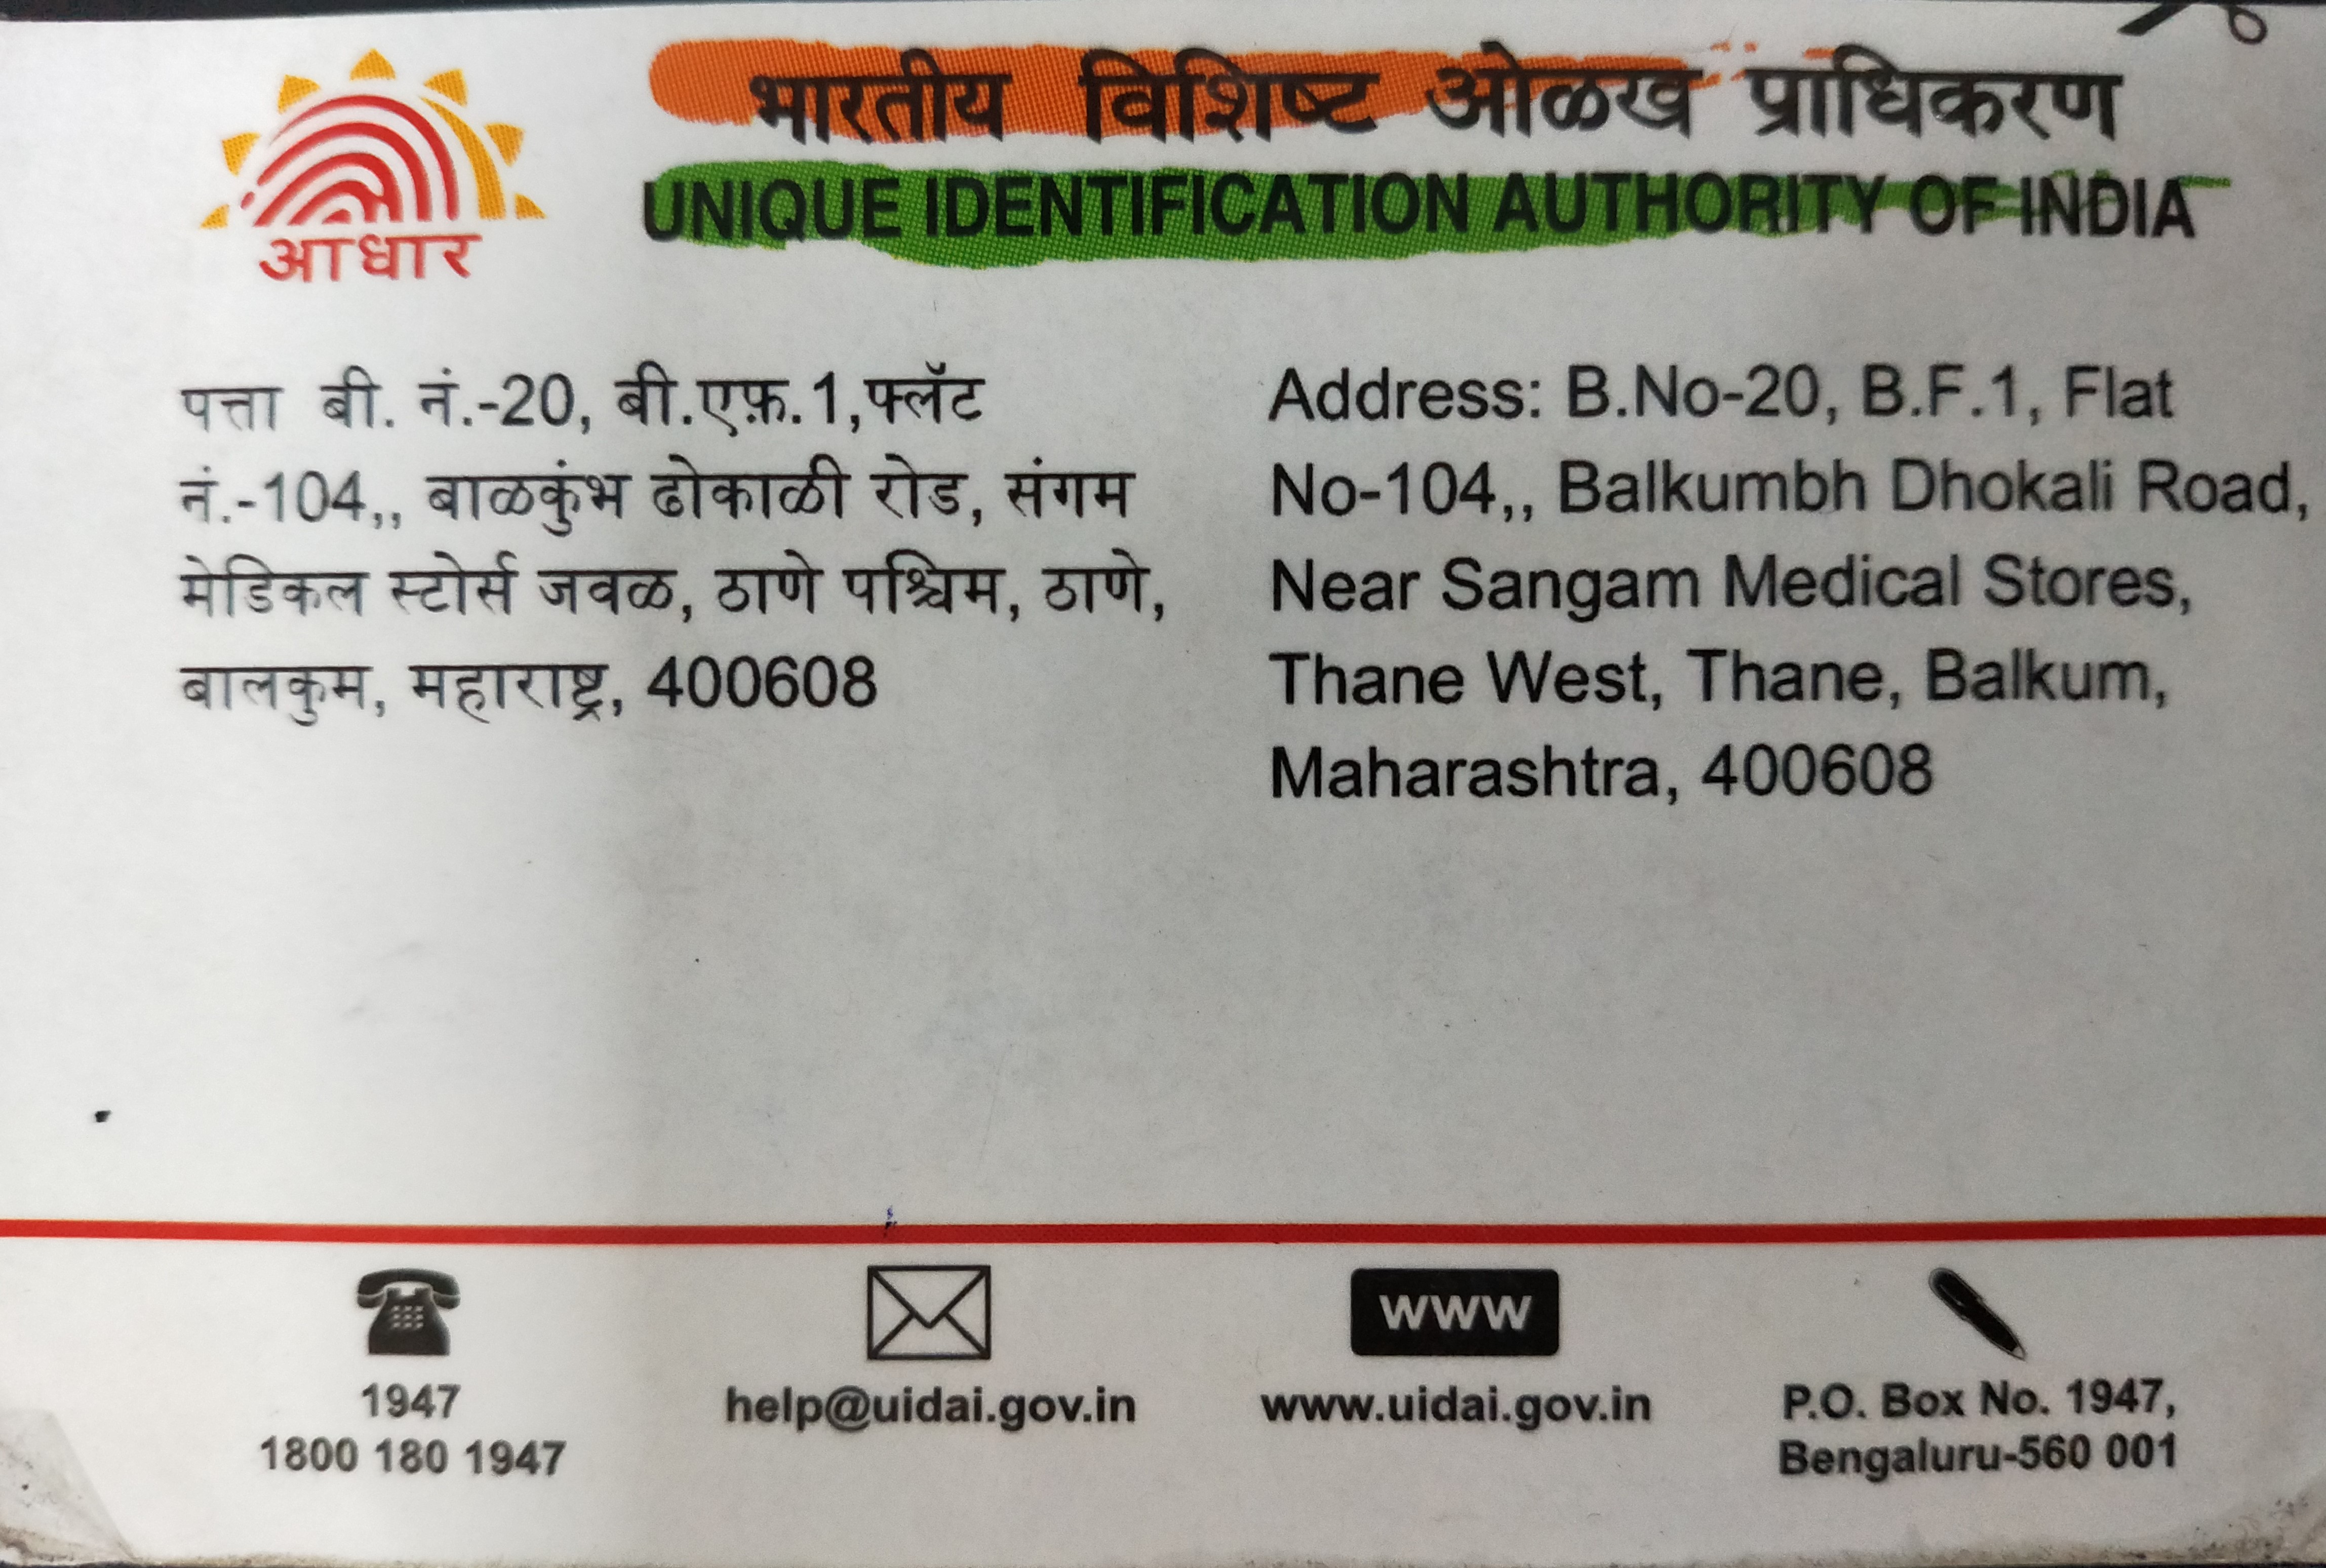 भारतीय विशिष्ट ओळख प्राधिकरण
UNIQUE IDENTIFICATION AUTHORITY OF INDIA
आधार
पत्ता बी. नं.-20, बी.एफ़.1,फ्लॅट
नं.-104,, बाळकुंभ ढोकाळी रोड, संगम
मेडिकल स्टोर्स जवळ, ठाणे पश्चिम, ठाणे,
बालकुम, महाराष्ट्र, 400608
Address: B.No-20, B.F.1, Flat
No-104,, Balkumbh Dhokali Road,
Near Sangam Medical Stores,
Thane West, Thane, Balkum,
Maharashtra, 400608
1947
1800 180 1947
help@uidai.gov.in
www
www.uidai.gov.in
P.O. Box No. 1947,
Bengaluru-560 001